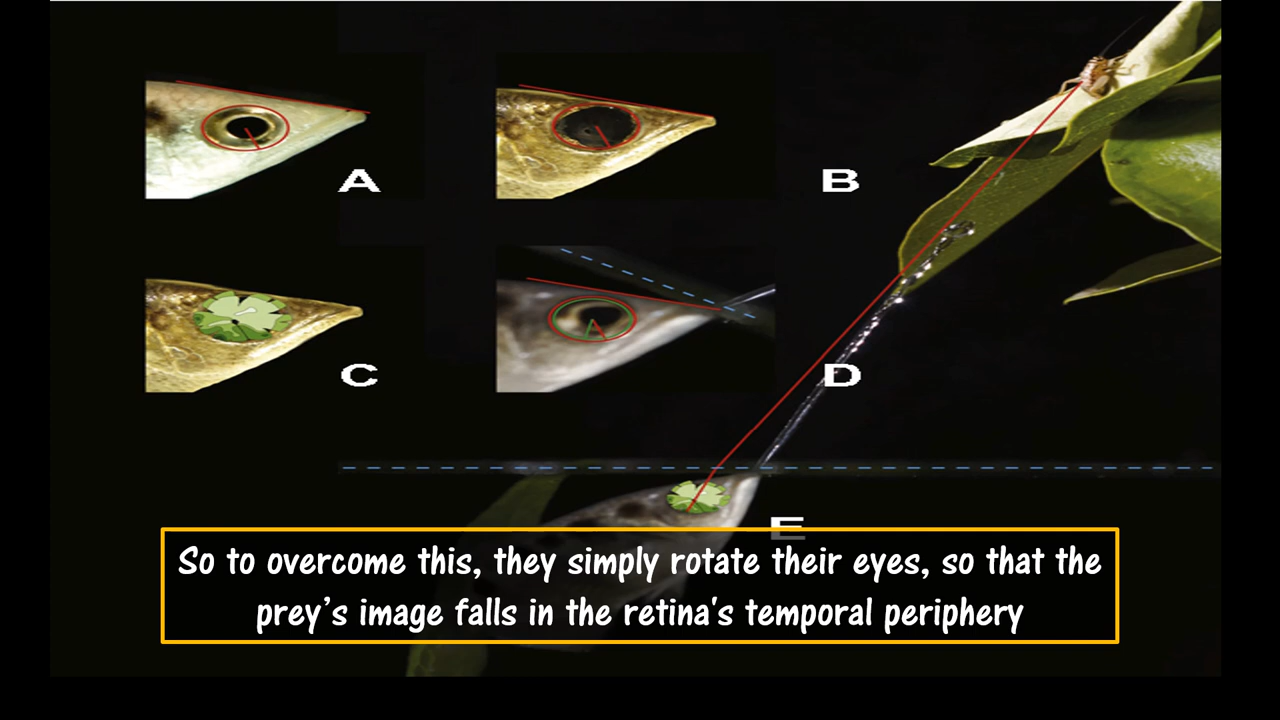 A
B
C
D
E
So to overcome this, they simply rotate their eyes, so that the
prey’s image falls in the retina's temporal periphery